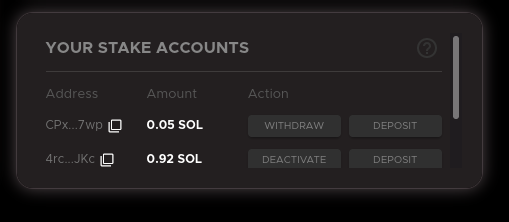 YOUR STAKE ACCOUNTS ?
Address Amount Action
CPx...7wp 0.05 SOL WITHDRAW DEPOSIT
4rc...JKc 0.92 SOL DEACTIVATE DEPOSIT